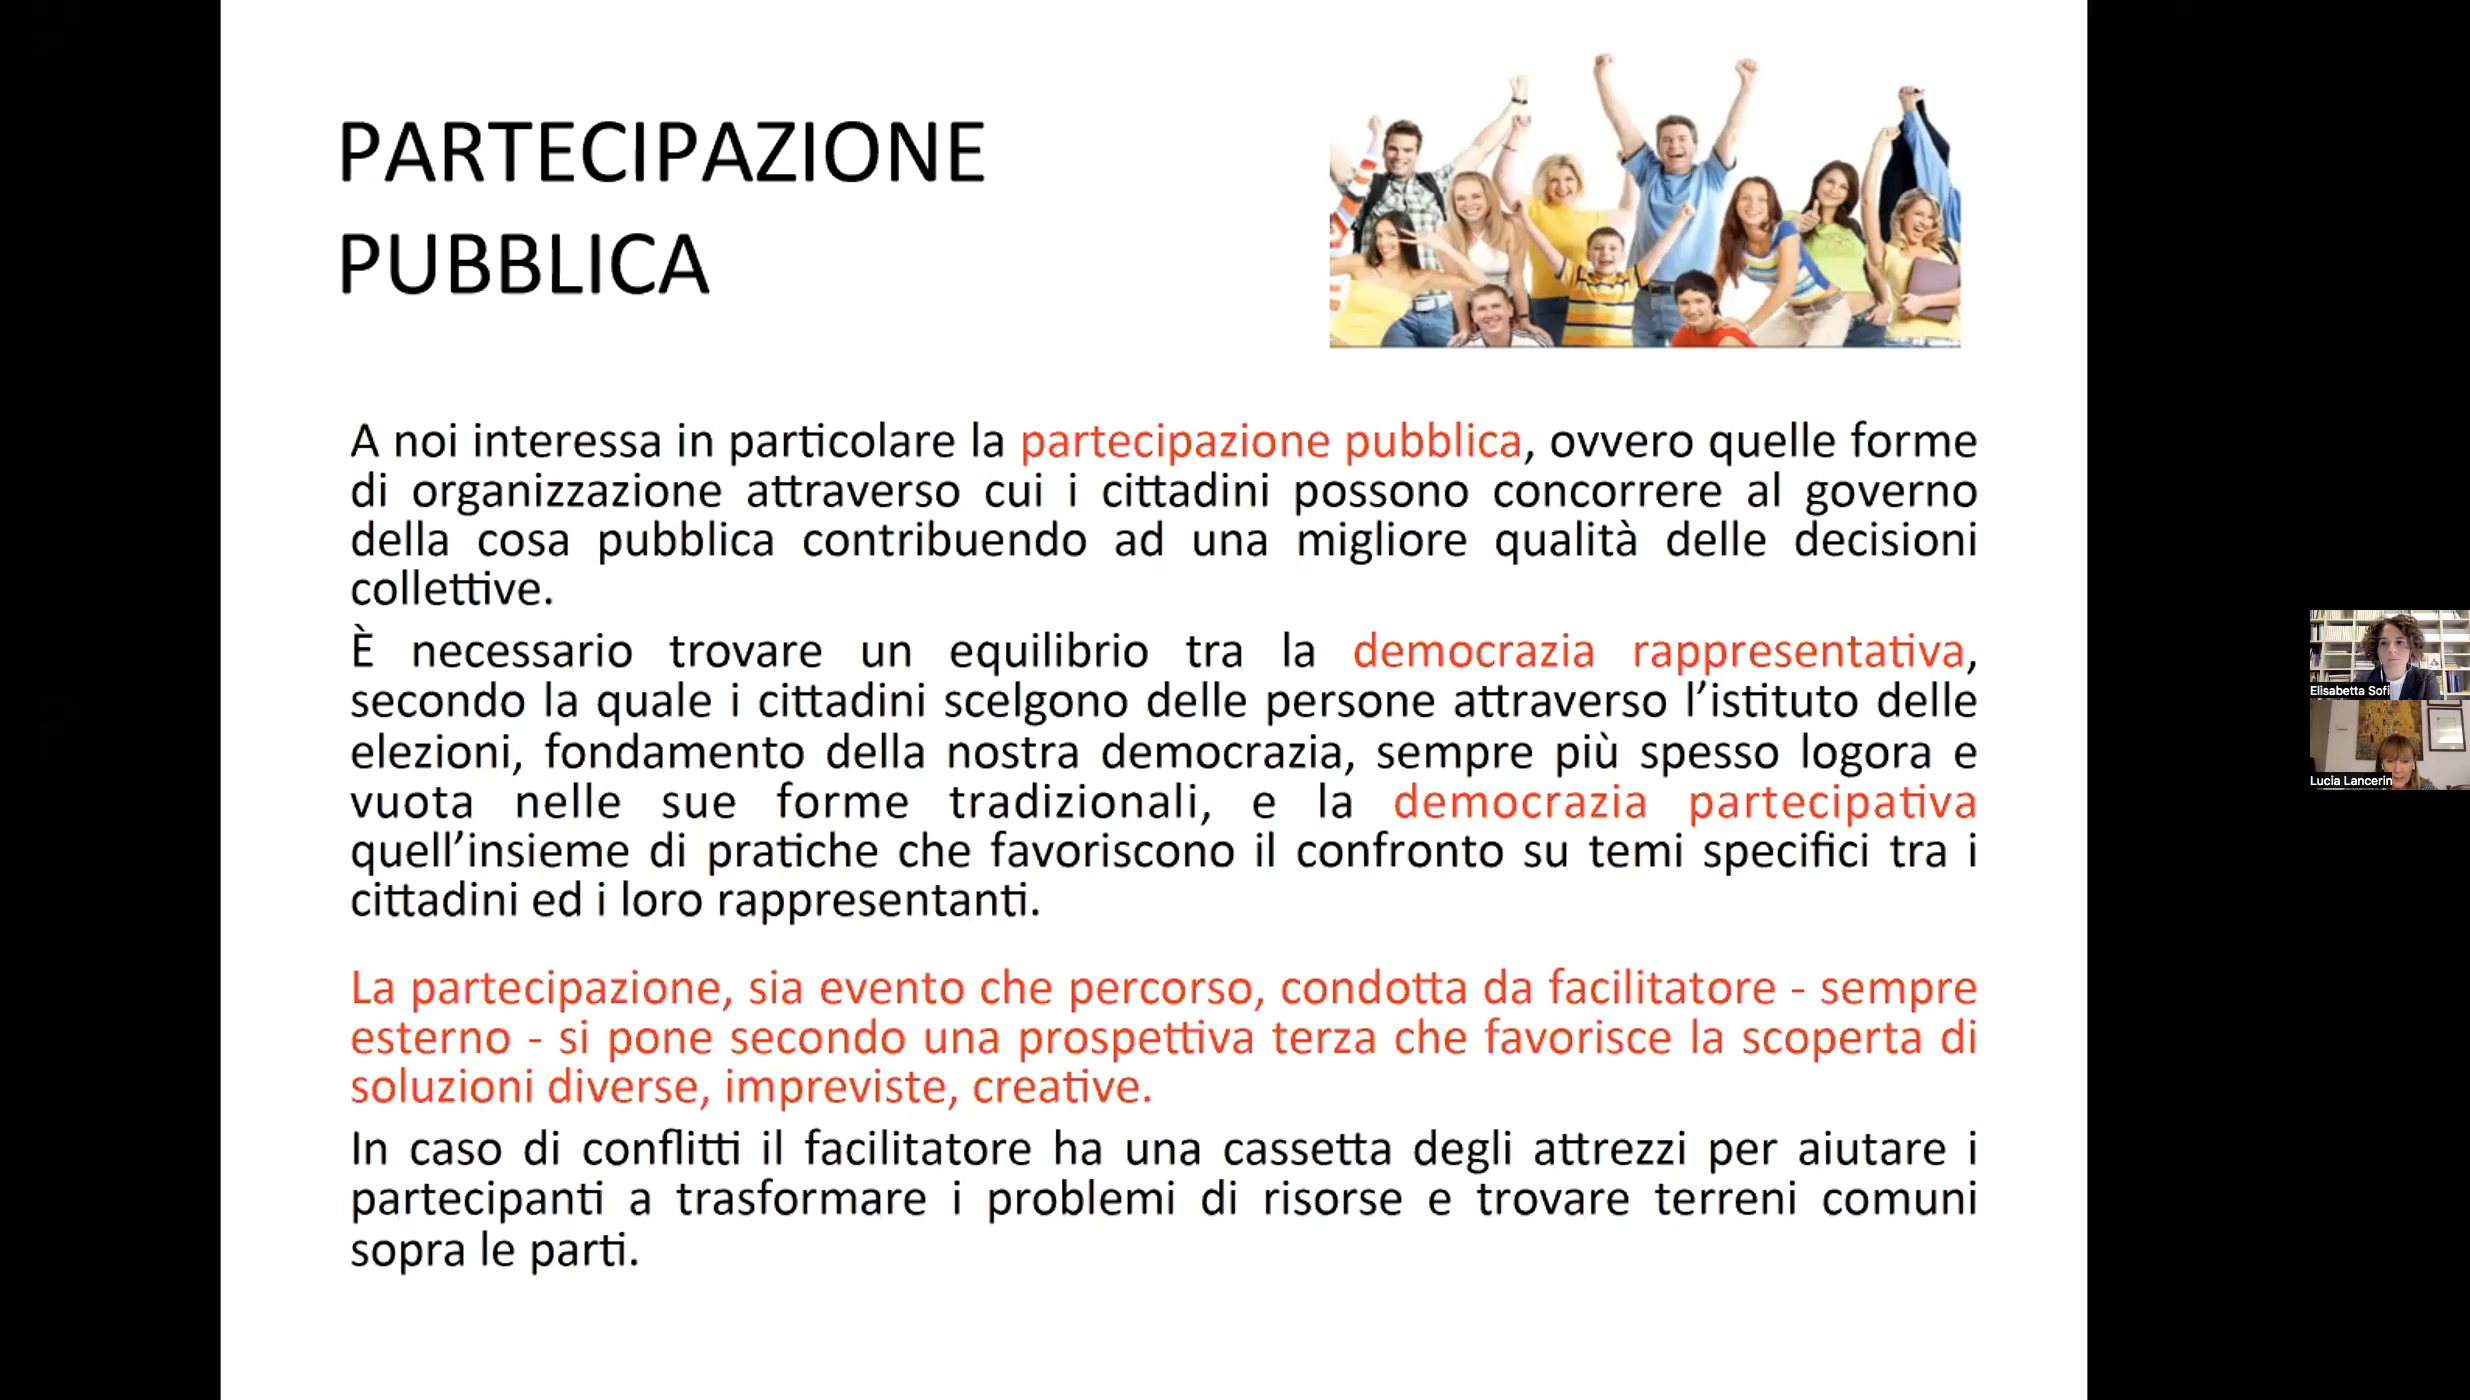 PARTECIPAZIONE
PUBBLICA
A noi interessa in particolare la partecipazione pubblica, ovvero quelle forme
di organizzazione attraverso cui i cittadini possono concorrere al governo
della cosa pubblica contribuendo ad una migliore qualità delle decisioni
collettive.
È necessario trovare un equilibrio tra la democrazia rappresentativa,
secondo la quale i cittadini scelgono delle persone attraverso l’istituto delle
elezioni, fondamento della nostra democrazia, sempre più spesso logora e
vuota nelle sue forme tradizionali, e la democrazia partecipativa
quell’insieme di pratiche che favoriscono il confronto su temi specifici tra i
cittadini ed i loro rappresentanti.
La partecipazione, sia evento che percorso, condotta da facilitatore - sempre
esterno - si pone secondo una prospettiva terza che favorisce la scoperta di
soluzioni diverse, impreviste, creative.
In caso di conflitti il facilitatore ha una cassetta degli attrezzi per aiutare i
partecipanti a trasformare i problemi di risorse e trovare terreni comuni
sopra le parti.
Elisabetta Sofi
Lucia Lancerin